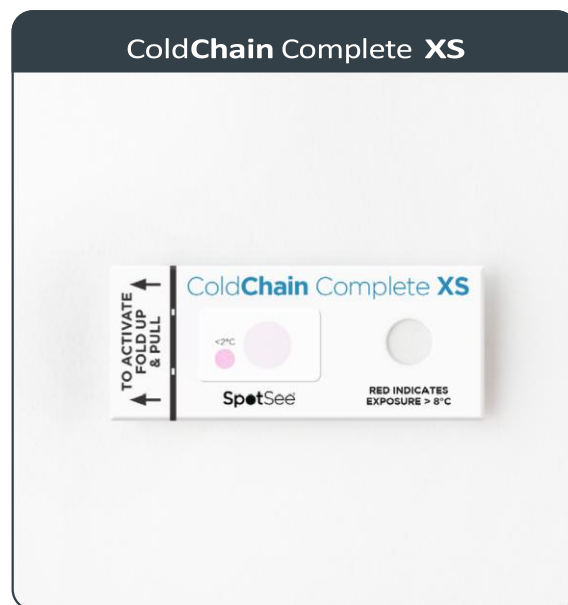 ColdChain Complete XS
ColdChain Complete XS
TO ACTIVATE
FOLD UP
& PULL
<2°C
SpotSee
RED INDICATES
EXPOSURE > 8°C